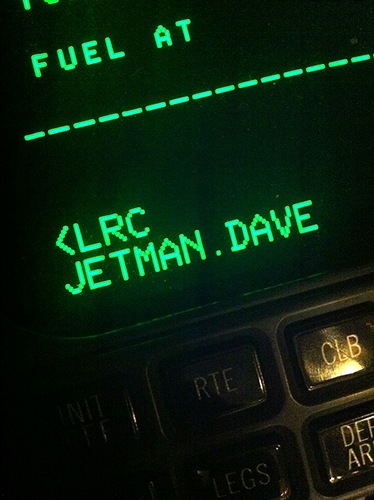 FUEL AT
----------------
<LRC
JETMAN.DAVE
RTE
CLB
LEGS